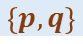 {p, q}